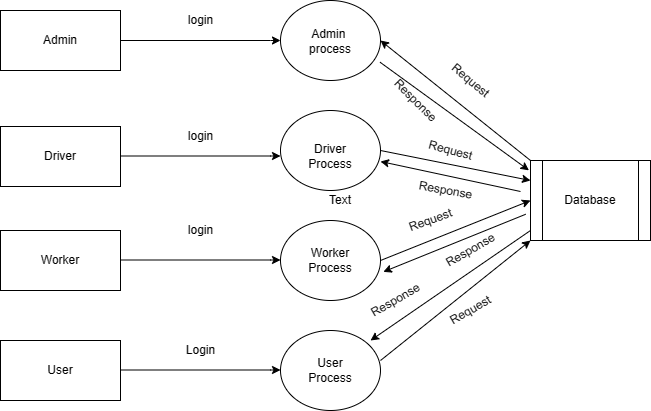 login
Admin
Admin
process
Request
Response
login
Driver
Driver
Process
Request
Response
Text
Database
login
Request
Worker
Worker
Process
Response
Response
Request
Login
User
User
Process